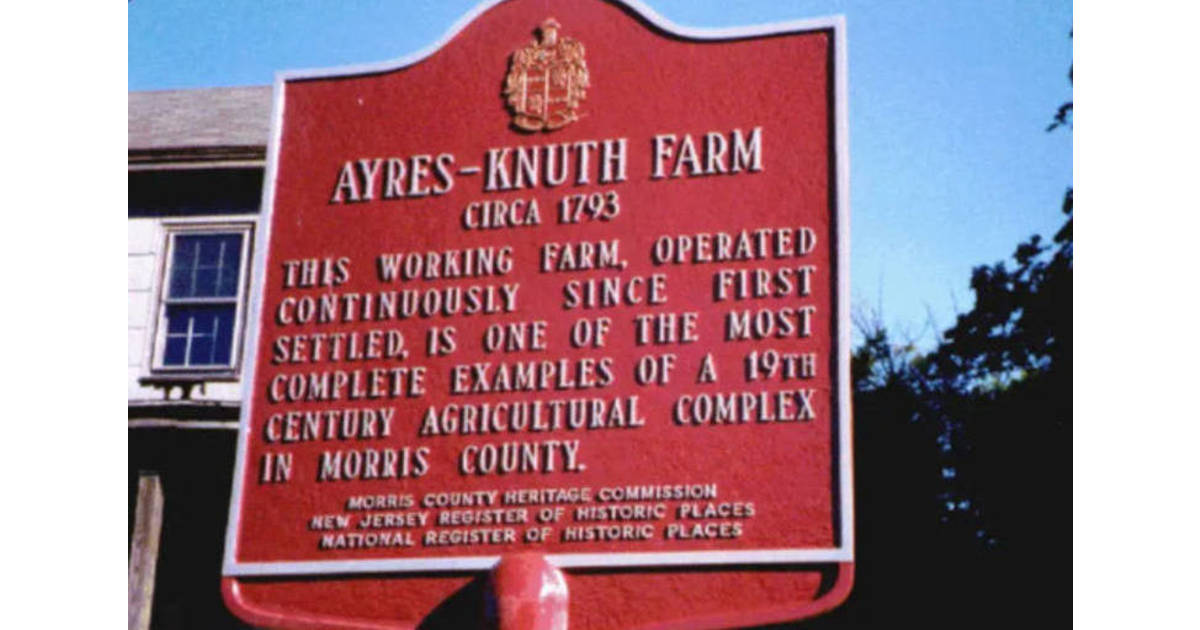 AYRES-KNUTH FARM
CIRCA 1793
THIS WORKING FARM, OPERATED
CONTINUOUSLY SINCE FIRST
SETTLED, IS ONE OF THE MOST
COMPLETE EXAMPLES OF A 19TH
CENTURY AGRICULTURAL COMPLEX
IN MORRIS COUNTY.
MORRIS COUNTY HERITAGE COMMISSION
NEW JERSEY REGISTER OF HISTORIC PLACES
NATIONAL REGISTER OF HISTORIC PLACES